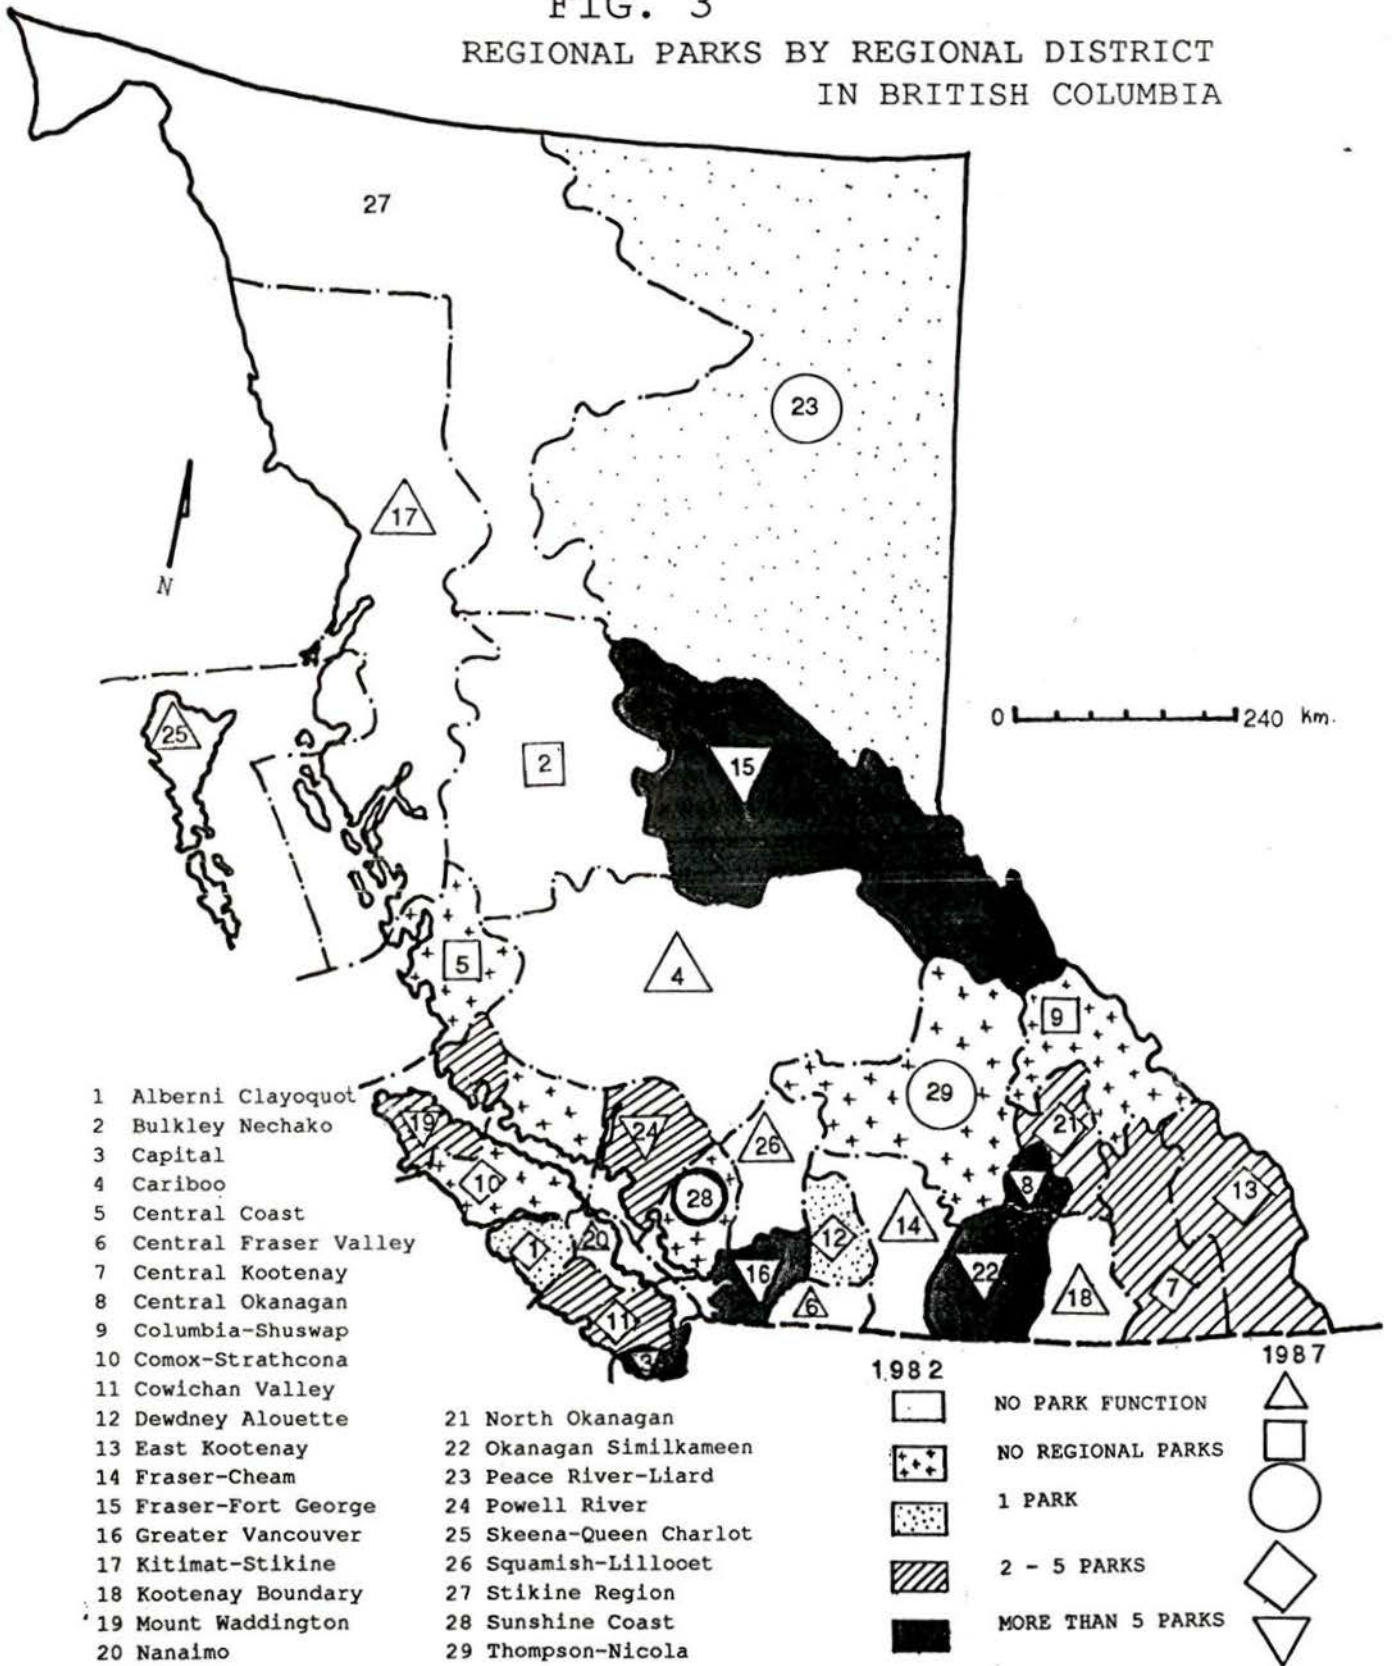 FIG. 3
REGIONAL PARKS BY REGIONAL DISTRICT
IN BRITISH COLUMBIA
27
23
17
N
25
0 240 km.
2
15
5
4
9
29
19
24
26
21
10
28
8
13
1
20
12
14
16
22
6
18
7
11
3
1 Alberni Clayoquot
2 Bulkley Nechako
3 Capital
4 Cariboo
5 Central Coast
6 Central Fraser Valley
7 Central Kootenay
8 Central Okanagan
9 Columbia-Shuswap
10 Comox-Strathcona
11 Cowichan Valley
12 Dewdney Alouette
13 East Kootenay
14 Fraser-Cheam
15 Fraser-Fort George
16 Greater Vancouver
17 Kitimat-Stikine
18 Kootenay Boundary
19 Mount Waddington
20 Nanaimo
21 North Okanagan
22 Okanagan Similkameen
23 Peace River-Liard
24 Powell River
25 Skeena-Queen Charlot
26 Squamish-Lillooet
27 Stikine Region
28 Sunshine Coast
29 Thompson-Nicola
1982 1987
NO PARK FUNCTION
NO REGIONAL PARKS
1 PARK
2 - 5 PARKS
MORE THAN 5 PARKS